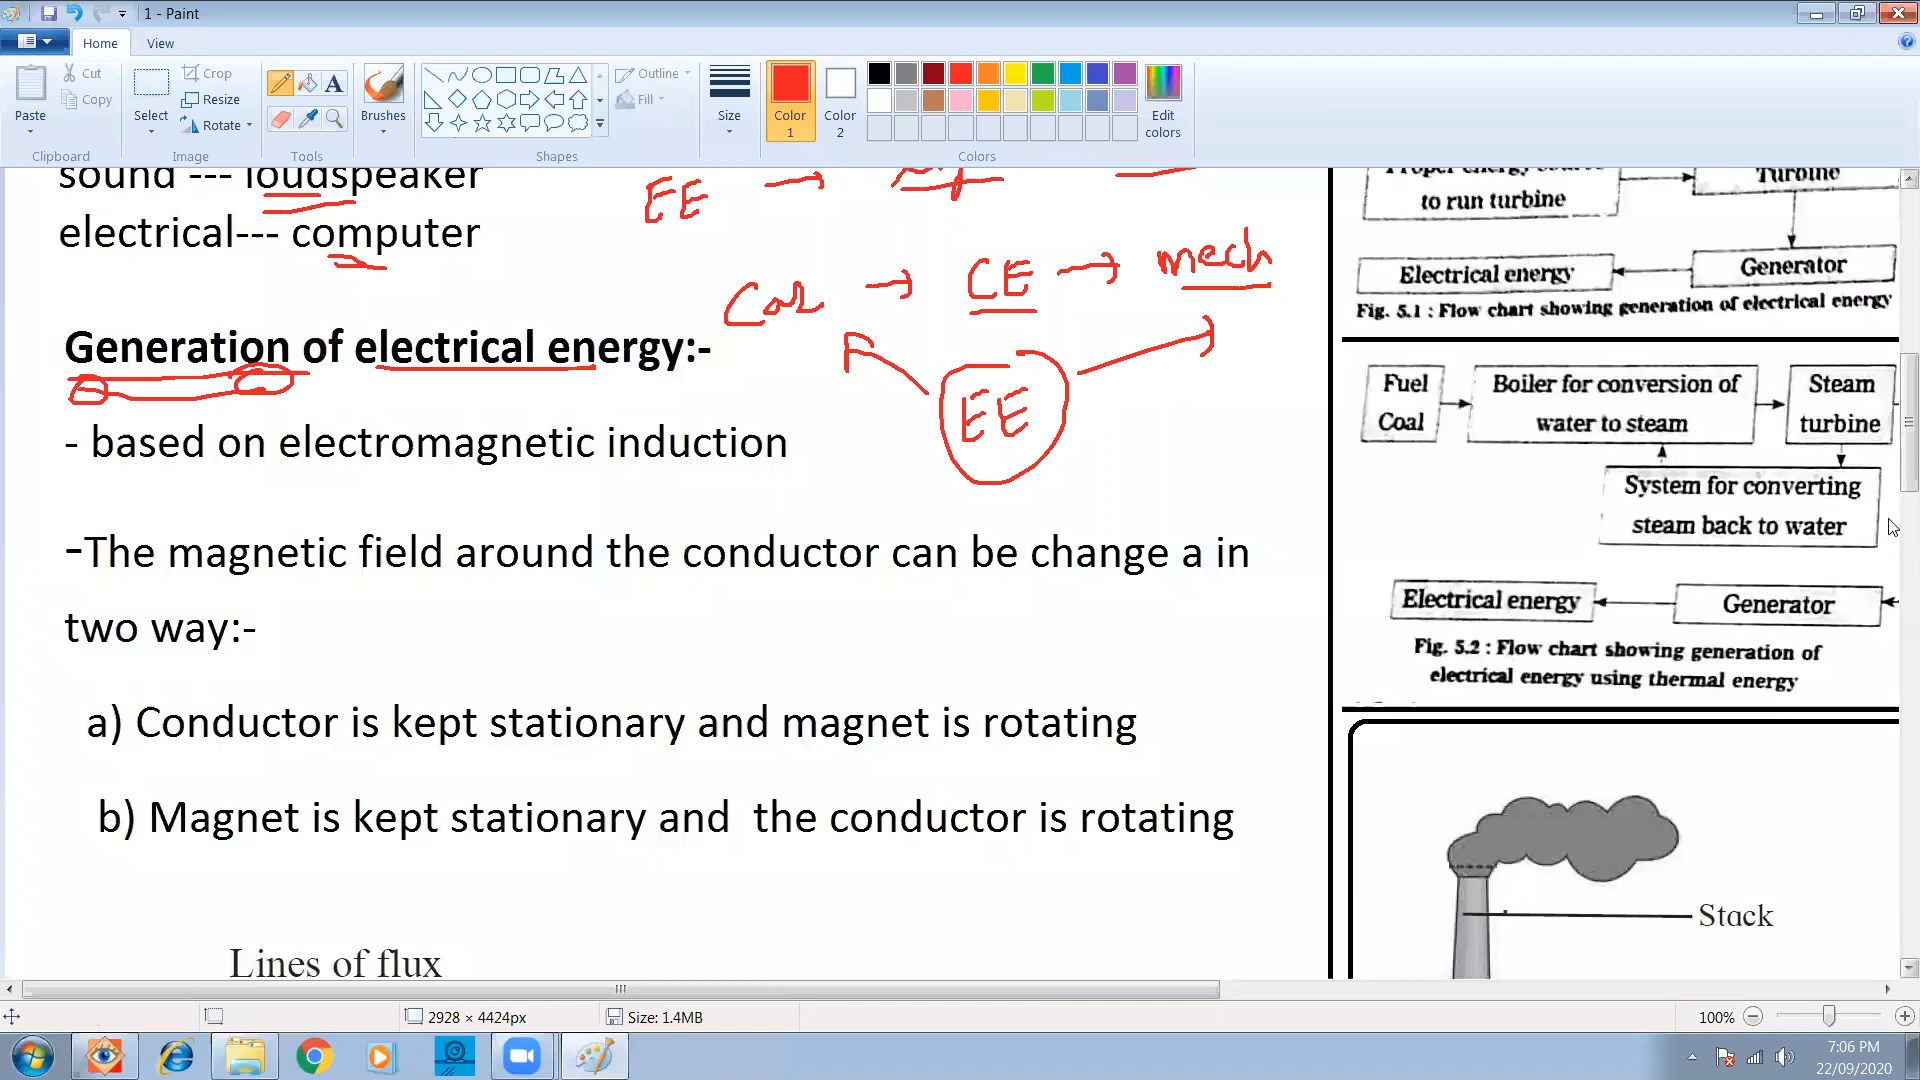 1 - Paint
Home
View
Paste
Cut
Copy
Clipboard
Select
Crop
Resize
Rotate
Image
Tools
Brushes
Shapes
Outline
Fill
Size
Color 1
Color 2
Edit colors
Colors
sound --- loudspeaker
electrical--- computer
EE
CE
mech
EE
Generation of electrical energy:-
- based on electromagnetic induction
-The magnetic field around the conductor can be change a in
two way:-
a) Conductor is kept stationary and magnet is rotating
b) Magnet is kept stationary and the conductor is rotating
Lines of flux
to run turbine
Turbine
Electrical energy
Generator
Fig. 5.1 : Flow chart showing generation of electrical energy
Fuel
Coal
Boiler for conversion of
water to steam
Steam
turbine
System for converting
steam back to water
Electrical energy
Generator
Fig. 5.2 : Flow chart showing generation of
electrical energy using thermal energy
Stack
2928 × 4424px
Size: 1.4MB
100%
7:06 PM
22/09/2020